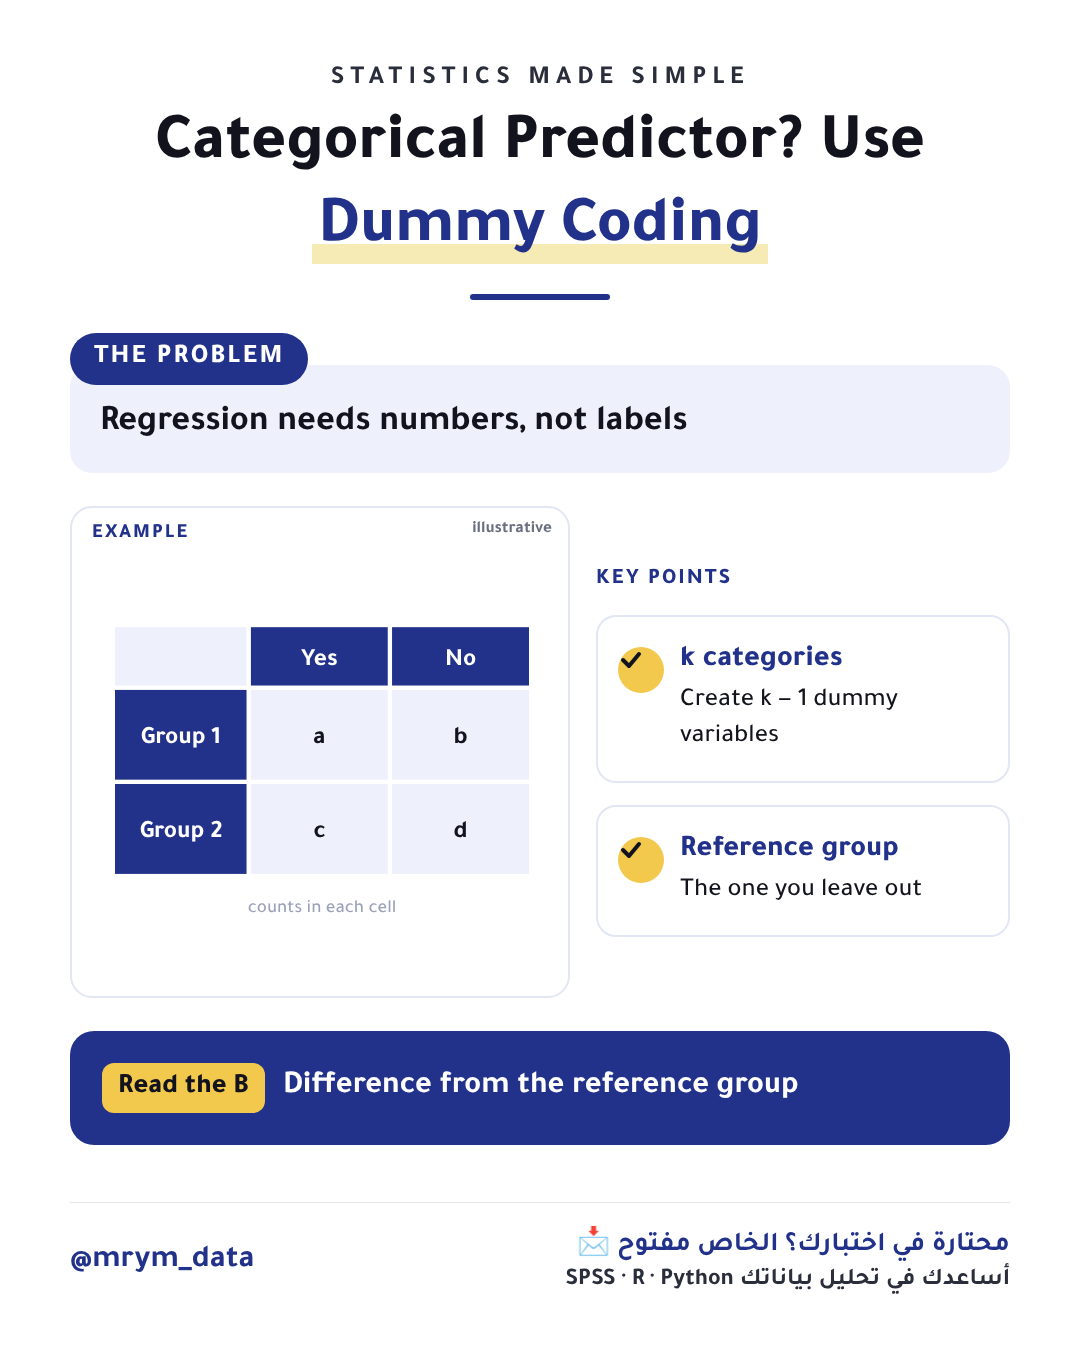 STATISTICS MADE SIMPLE
Categorical Predictor? Use
Dummy Coding
THE PROBLEM
Regression needs numbers, not labels
EXAMPLE
illustrative
Yes
No
Group 1
a
b
Group 2
c
d
counts in each cell
KEY POINTS
k categories
Create k – 1 dummy
variables
Reference group
The one you leave out
Read the B
Difference from the reference group
@mrym_data
محتارة في اختبارك؟ الخاص مفتوح 📩
أساعدك في تحليل بياناتك SPSS · R · Python